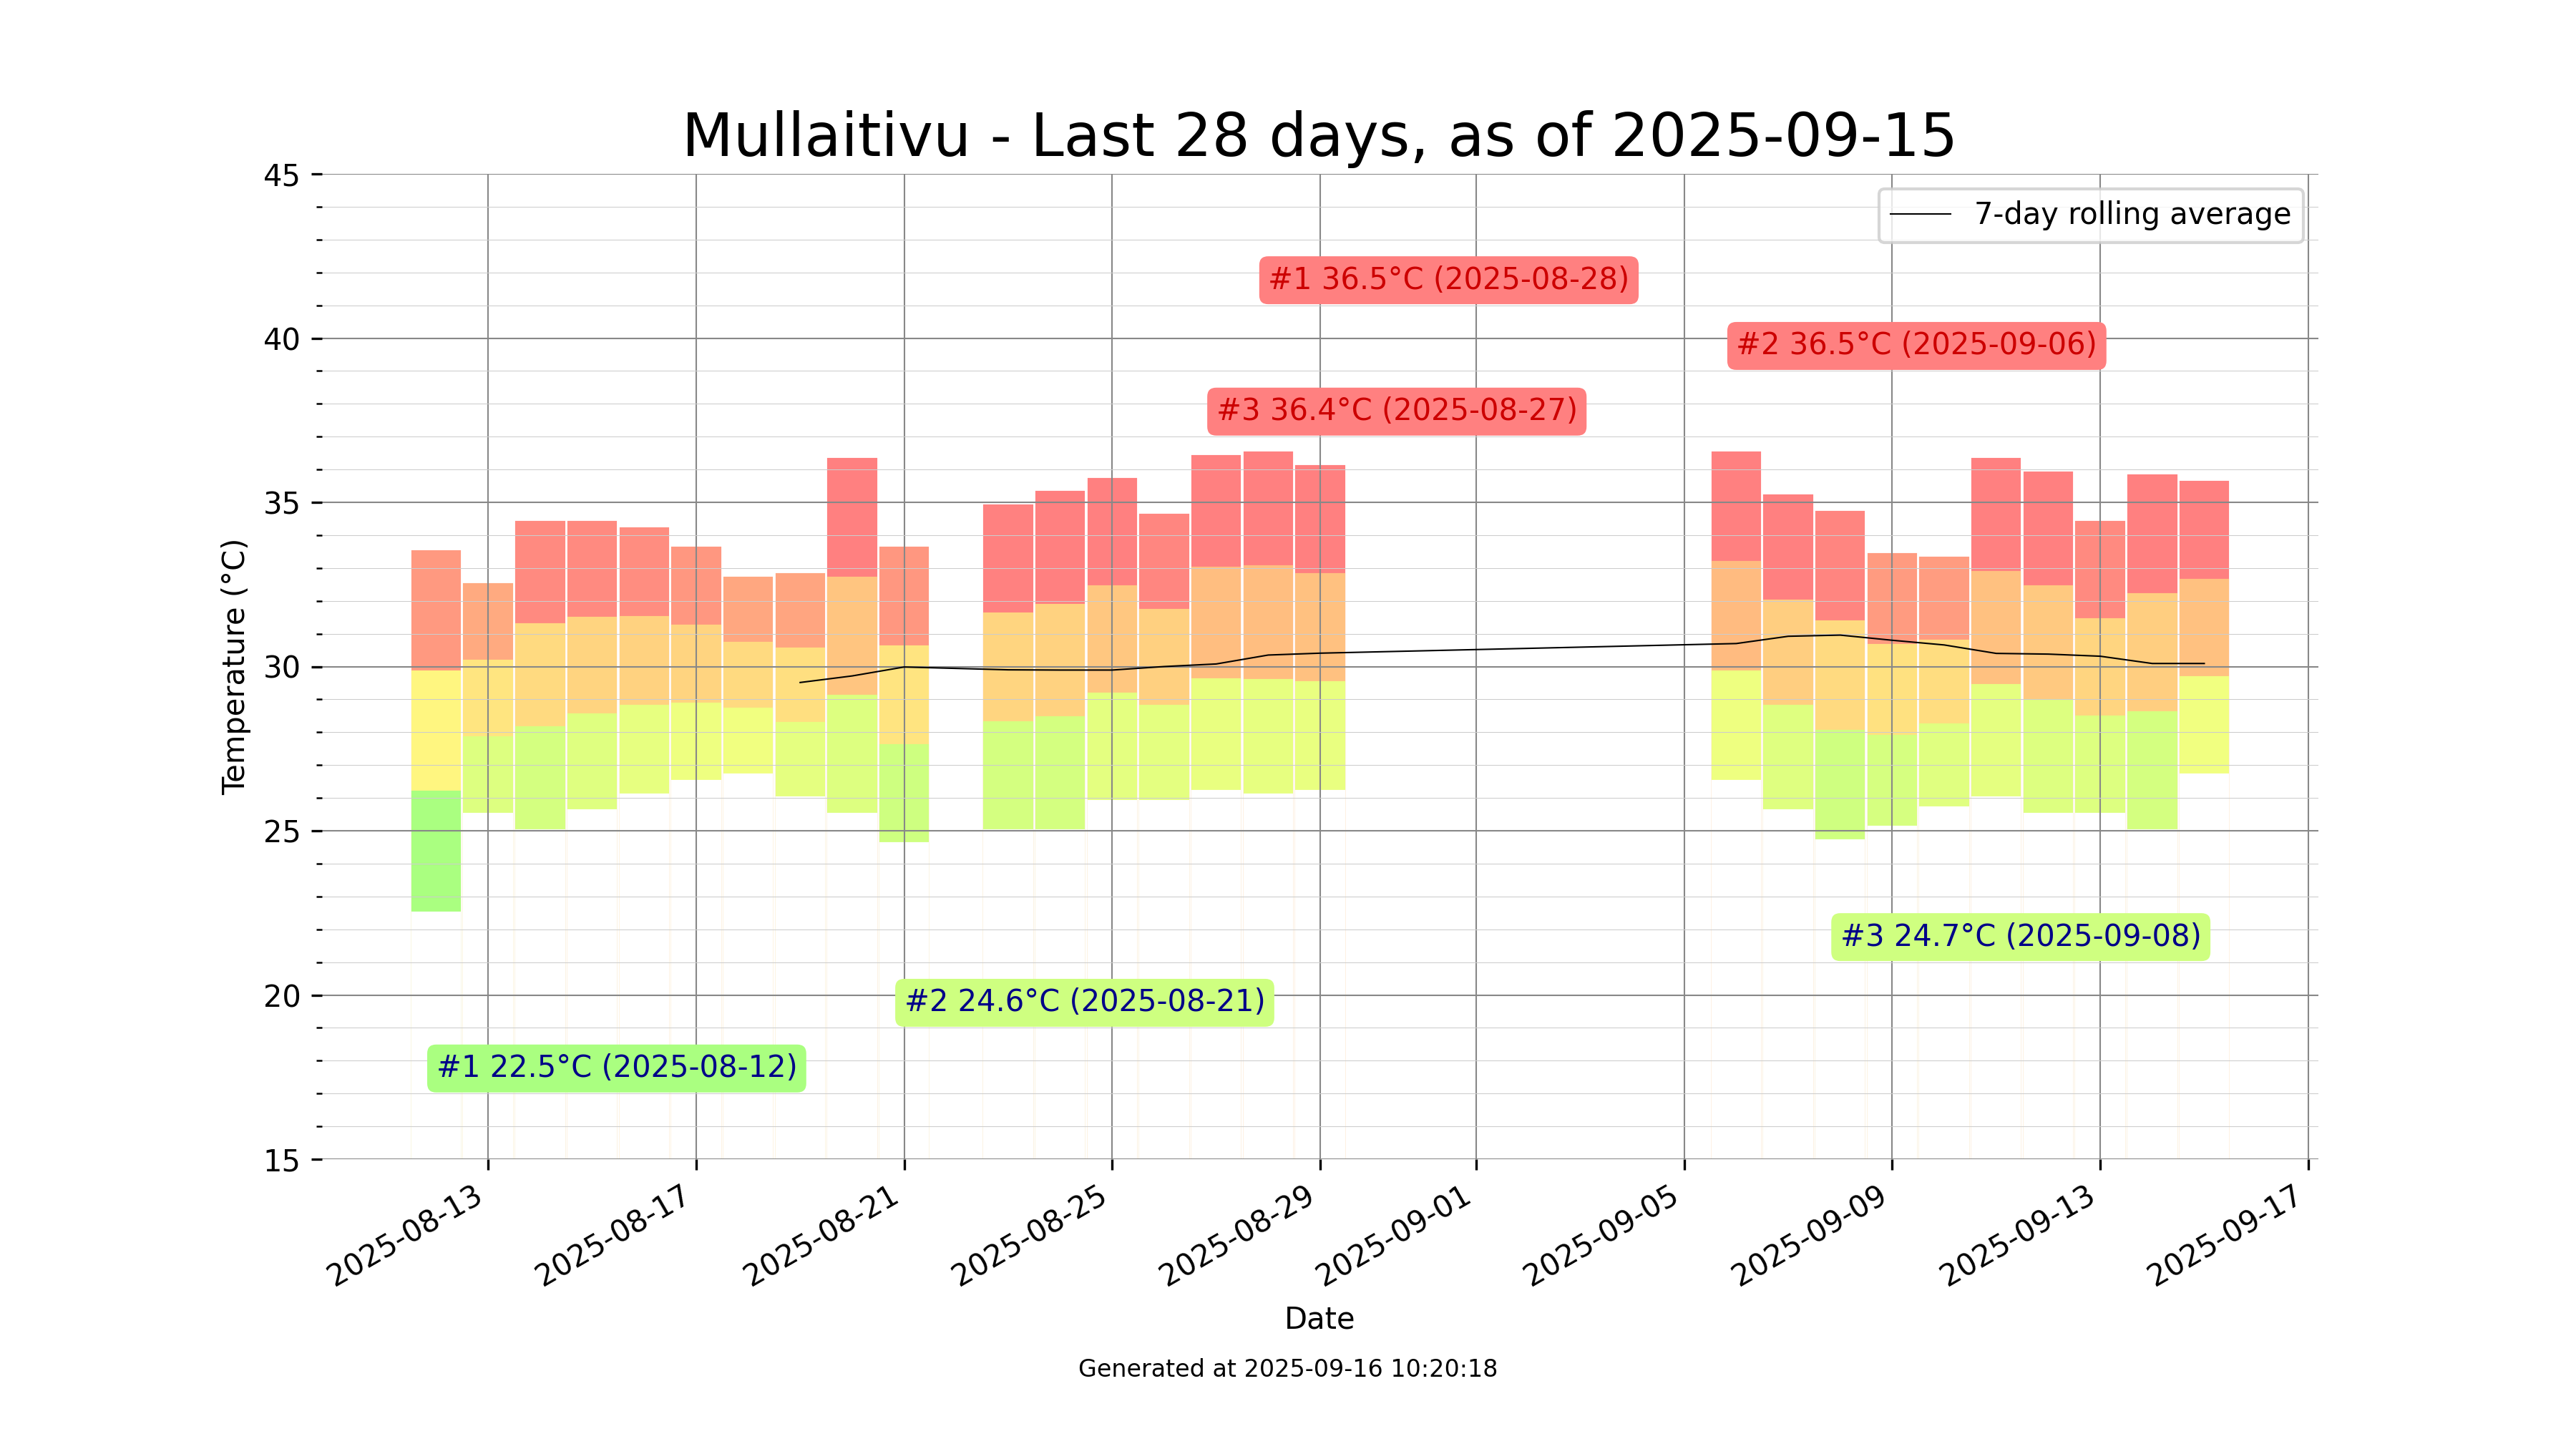 Mullaitivu - Last 28 days, as of 2025-09-15
45
40
35
30
25
20
15
Temperature (°C)
7-day rolling average
#1 36.5°C (2025-08-28)
#2 36.5°C (2025-09-06)
#3 36.4°C (2025-08-27)
#3 24.7°C (2025-09-08)
#2 24.6°C (2025-08-21)
#1 22.5°C (2025-08-12)
2025-08-13
2025-08-17
2025-08-21
2025-08-25
2025-08-29
2025-09-01
2025-09-05
2025-09-09
2025-09-13
2025-09-17
Date
Generated at 2025-09-16 10:20:18